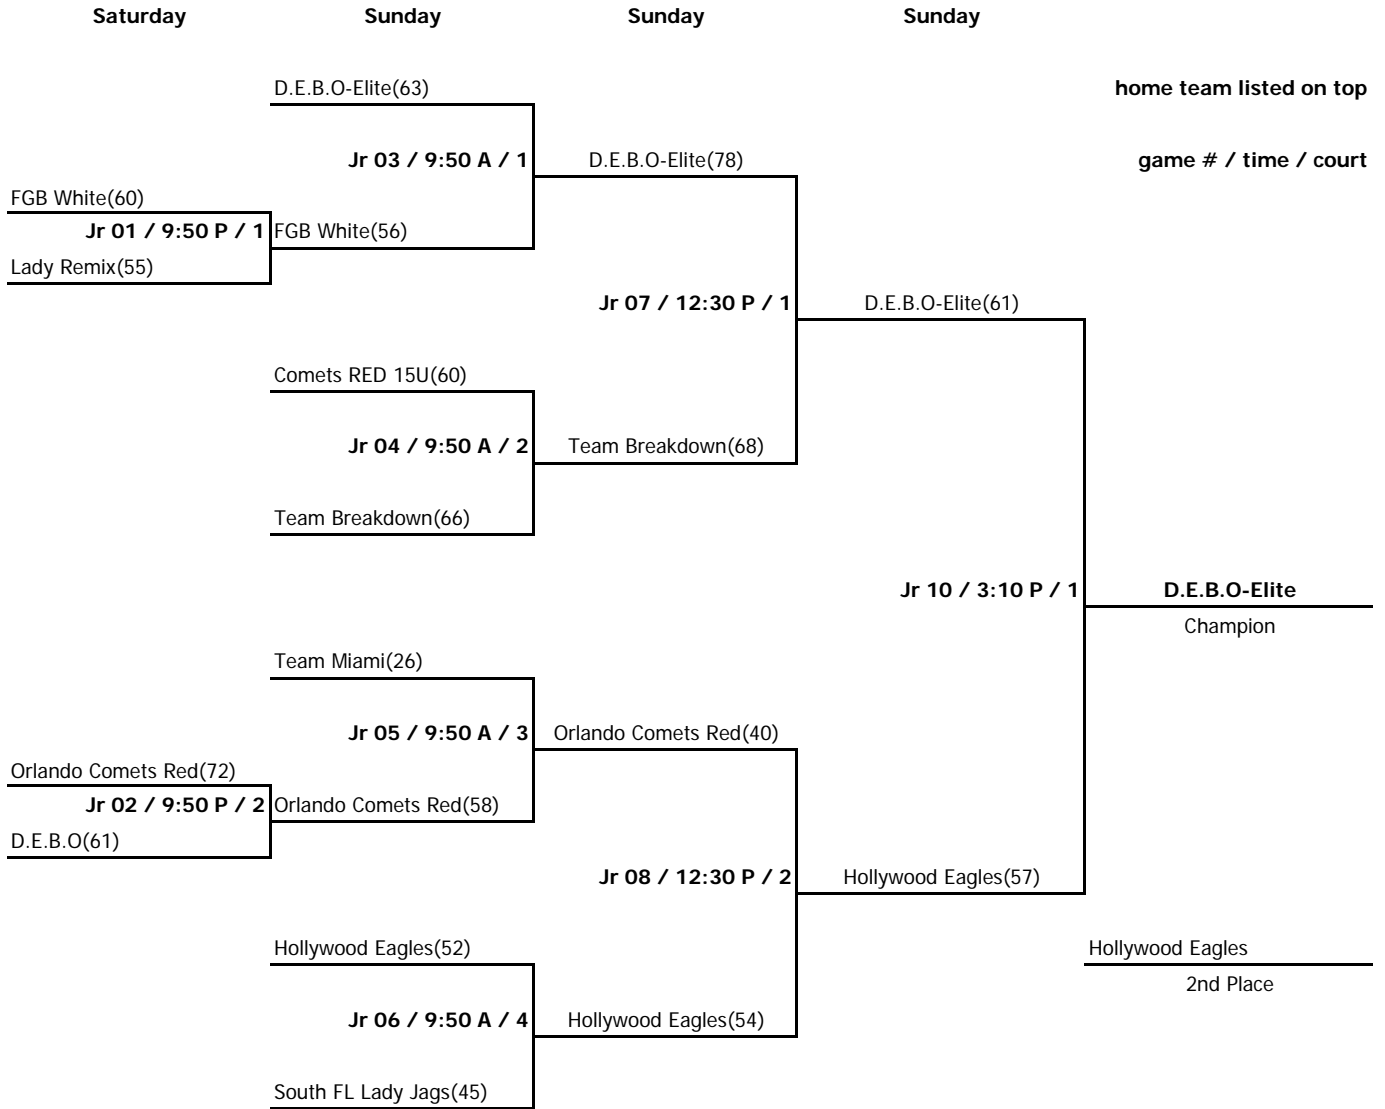 Saturday Sunday Sunday Sunday
D.E.B.O-Elite(63) home team listed on top
Jr 03 / 9:50 A / 1 D.E.B.O-Elite(78) game # / time / court
FGB White(60)
Jr 01 / 9:50 P / 1 FGB White(56)
Lady Remix(55)
Jr 07 / 12:30 P / 1 D.E.B.O-Elite(61)
Comets RED 15U(60)
Jr 04 / 9:50 A / 2 Team Breakdown(68)
Team Breakdown(66)
Jr 10 / 3:10 P / 1 D.E.B.O-Elite
Champion
Team Miami(26)
Jr 05 / 9:50 A / 3 Orlando Comets Red(40)
Orlando Comets Red(72)
Jr 02 / 9:50 P / 2 Orlando Comets Red(58)
D.E.B.O(61)
Jr 08 / 12:30 P / 2 Hollywood Eagles(57)
Hollywood Eagles(52) Hollywood Eagles
2nd Place
Jr 06 / 9:50 A / 4 Hollywood Eagles(54)
South FL Lady Jags(45)